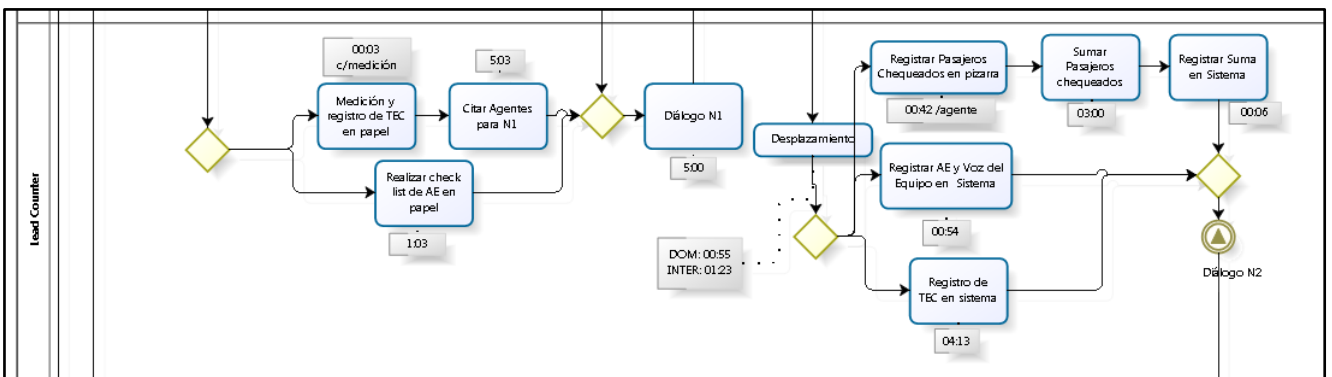 Lead Counter
00:03
c/medición
Medición y
registro de TEC
en papel
5:03
Citar Agentes
para N1
Realizar check
list de AE en
papel
1:03
Diálogo N1
5:00
Desplazamiento
DOM: 00:55
INTER: 01:23
Registrar Pasajeros
Chequeados en pizarra
00:42 /agente
Sumar
Pasajeros
chequeados
03:00
Registrar Suma
en Sistema
00:06
Registrar AE y Voz del
Equipo en Sistema
00:54
Registro de
TEC en sistema
04:13
Diálogo N2